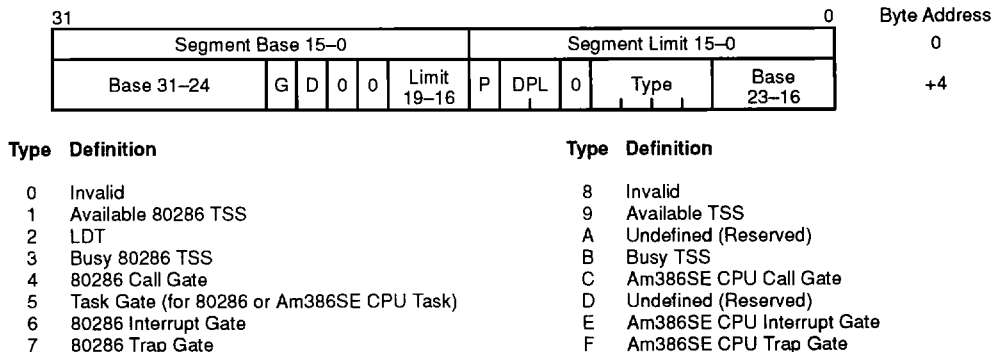 31 0 Byte Address
Segment Base 15–0 Segment Limit 15–0 0
Base 31–24 G D 0 0 Limit 19–16 P DPL 0 Type Base 23–16 +4
Type Definition
0 Invalid
1 Available 80286 TSS
2 LDT
3 Busy 80286 TSS
4 80286 Call Gate
5 Task Gate (for 80286 or Am386SE CPU Task)
6 80286 Interrupt Gate
7 80286 Trap Gate
Type Definition
8 Invalid
9 Available TSS
A Undefined (Reserved)
B Busy TSS
C Am386SE CPU Call Gate
D Undefined (Reserved)
E Am386SE CPU Interrupt Gate
F Am386SE CPU Trap Gate